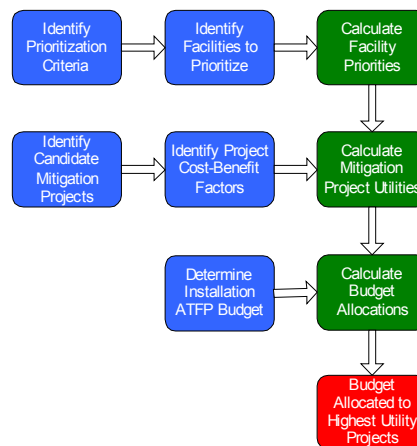 Identify
Prioritization
Criteria
Identify
Facilities to
Prioritize
Calculate
Facility
Priorities
Identify
Candidate
Mitigation
Projects
Identify Project
Cost-Benefit
Factors
Calculate
Mitigation
Project Utilities
Determine
Installation
ATFP Budget
Calculate
Budget
Allocations
Budget
Allocated to
Highest Utility
Projects